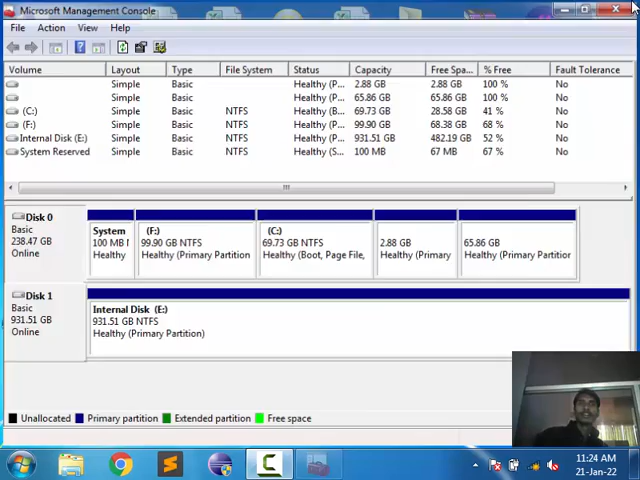 Microsoft Management Console
File Action View Help
Volume Layout Type File System Status Capacity Free Spa... % Free Fault Tolerance
Simple Basic Healthy (P... 2.88 GB 2.88 GB 100 % No
Simple Basic Healthy (P... 65.86 GB 65.86 GB 100 % No
(C:) Simple Basic NTFS Healthy (B... 69.73 GB 28.58 GB 41 % No
(F:) Simple Basic NTFS Healthy (P... 99.90 GB 68.38 GB 68 % No
Internal Disk (E:) Simple Basic NTFS Healthy (P... 931.51 GB 482.19 GB 52 % No
System Reserved Simple Basic NTFS Healthy (S... 100 MB 67 MB 67 % No
Disk 0
Basic
238.47 GB
Online
System
100 MB
Healthy
(F:)
99.90 GB NTFS
Healthy (Primary Partition
(C:)
69.73 GB NTFS
Healthy (Boot, Page File,
2.88 GB
Healthy (Primary
65.86 GB
Healthy (Primary Partition
Disk 1
Basic
931.51 GB
Online
Internal Disk (E:)
931.51 GB NTFS
Healthy (Primary Partition)
Unallocated Primary partition Extended partition Free space
11:24 AM
21-Jan-22